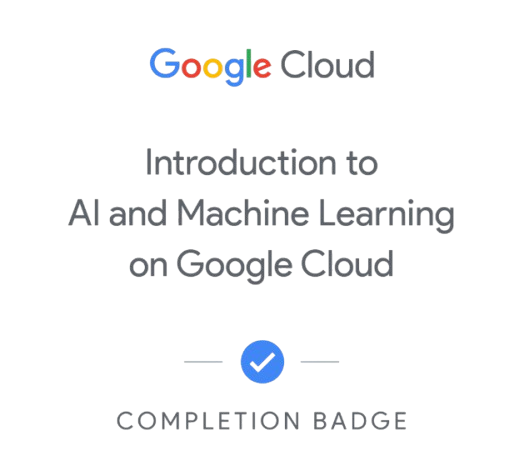 Google Cloud
Introduction to
AI and Machine Learning
on Google Cloud
COMPLETION BADGE